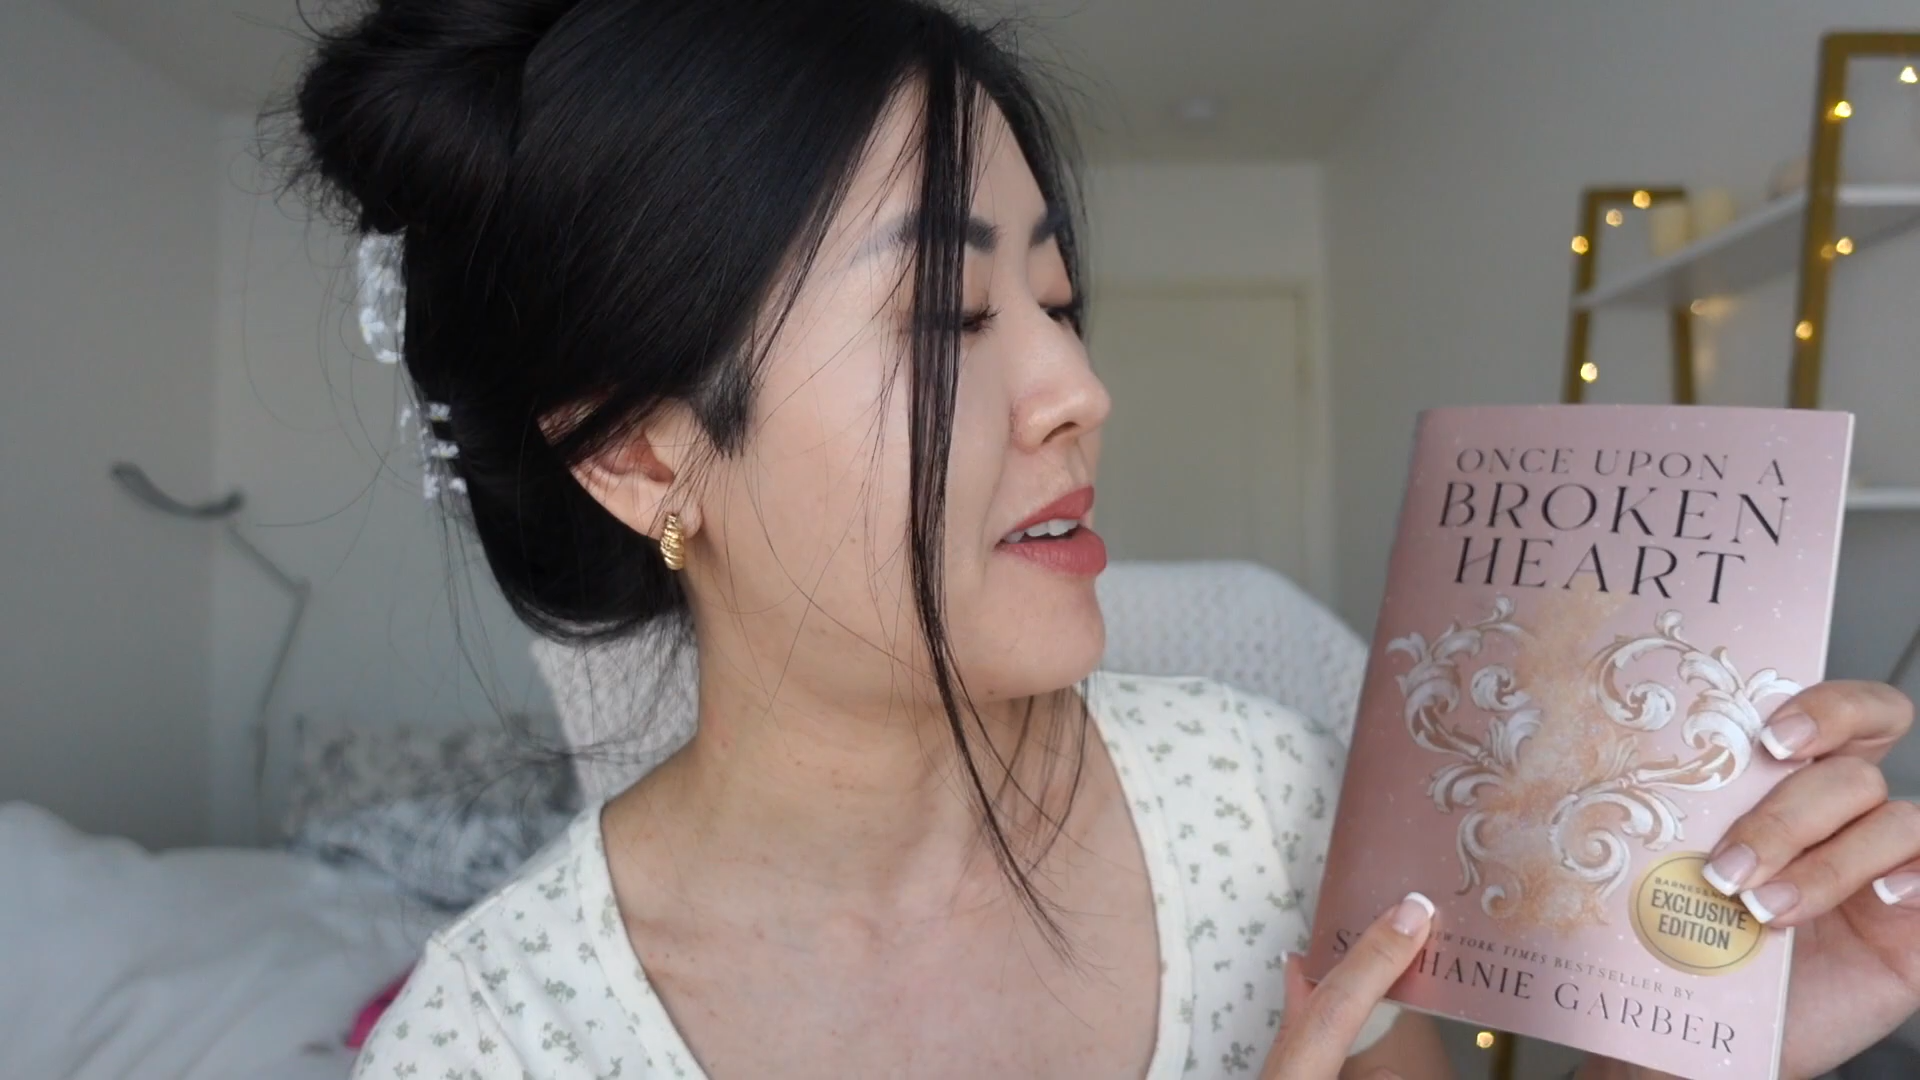 ONCE UPON A
BROKEN
HEART
EXCLUSIVE
EDITION
NEW YORK TIMES BESTSELLER BY
GARBER